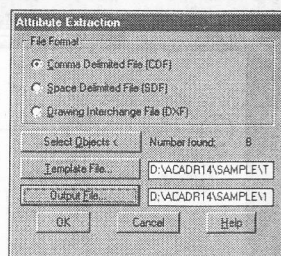 Attribute Extraction
File Format
Comma Delimited File (CDF)
Space Delimited File (SDF)
Drawing Interchange File (DXF)
Select Objects < Number found: 8
Template File... D:\ACADR14\SAMPLE\T
Output File... D:\ACADR14\SAMPLE\1
OK Cancel Help